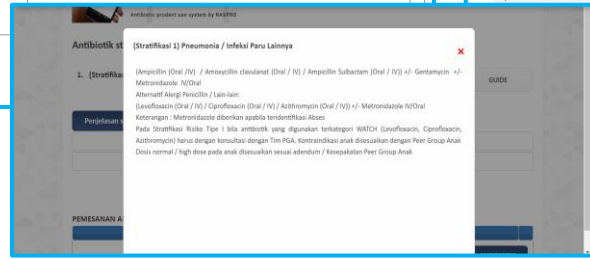 Antibiotic prudent use system by RASPRO
Antibiotik st
(Stratifikasi 1) Pneumonia / Infeksi Paru Lainnya
×
1. (Stratifikas
GUIDE
(Ampicillin (Oral /IV) / Amoxycillin clavulanat (Oral / IV) / Ampicillin Sulbactam (Oral / IV)) +/- Gentamycin +/-
Metronidazole IV/Oral
Alternatif Alergi Penicillin / Lain-lain:
(Levofloxacin (Oral / IV) / Ciprofloxacin (Oral / IV) / Azithromycin (Oral / IV)) +/- Metronidazole IV/Oral
Keterangan : Metronidazole diberikan apabila teridentifikasi Abses
Pada Stratifikasi Risiko Tipe I bila antibiotik yang digunakan terkategori WATCH (Levofloxacin, Ciprofloxacin,
Azithromycin) harus dengan konsultasi dengan Tim PGA. Kontraindikasi anak disesuaikan dengan Peer Group Anak
Dosis normal / high dose pada anak disesuaikan sesuai adendum / Kesepakatan Peer Group Anak
Penjelasan s
PEMESANAN A